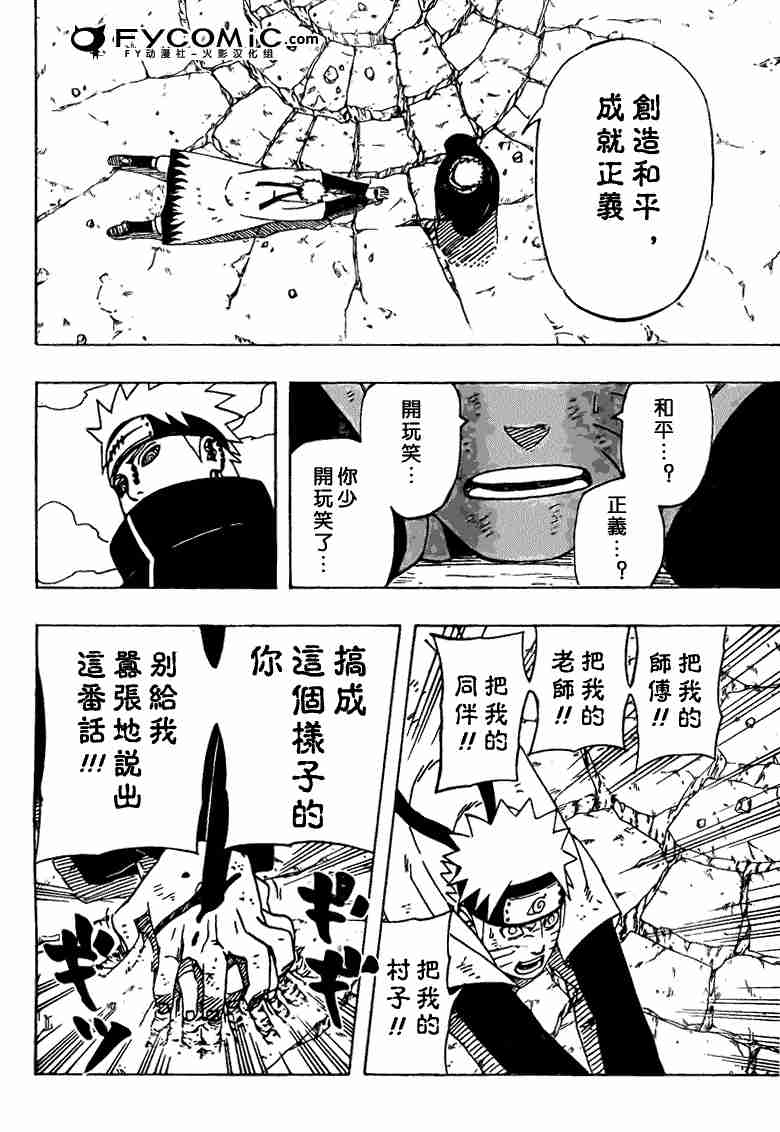 FYCOMIC.com
FY动漫社-火影汉化组
創造和平，
成就正義
和平…？
正義…？
開玩笑…
你少
開玩笑了…
把我的
師傅!!
把我的
老師!!
把我的
同伴!!
把我的
村子!!
搞成
這個樣子的
你
别給我
囂張地說出
這番話!!!
ギ
ギ
ギ
ギ
ッ